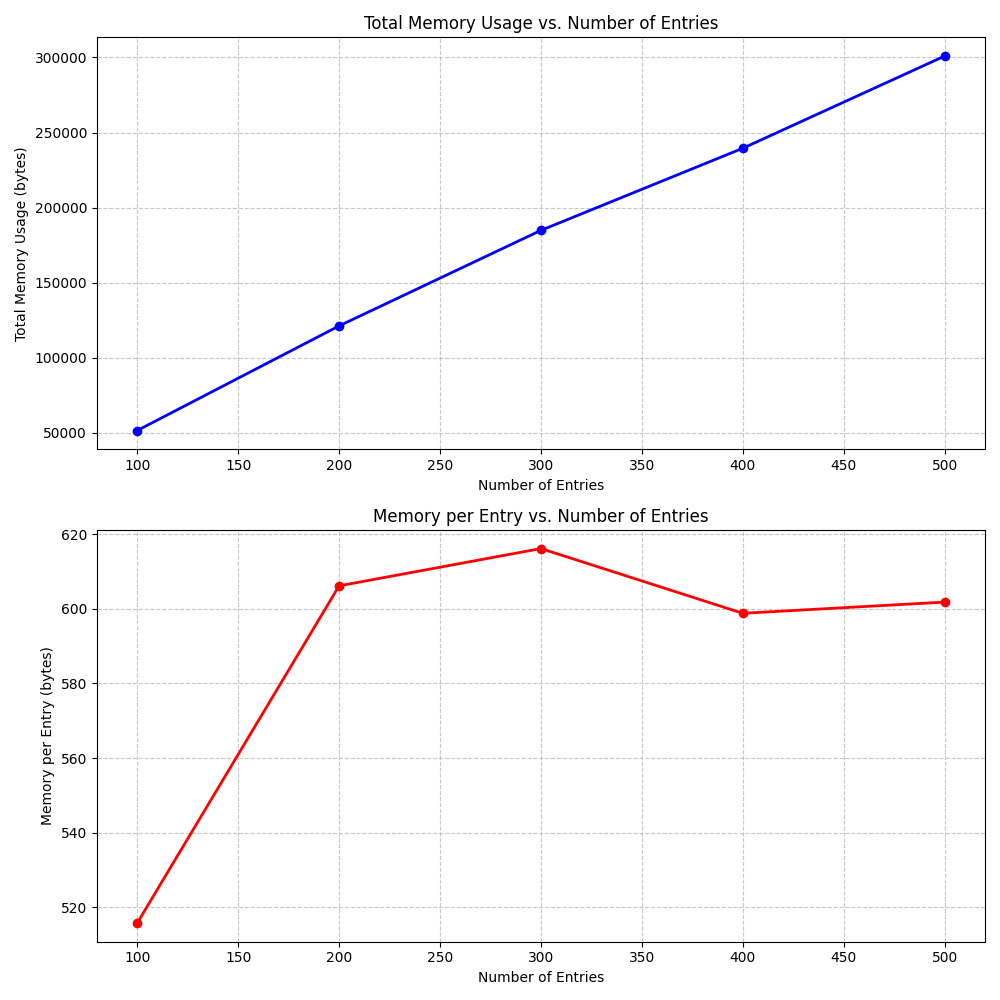 Total Memory Usage vs. Number of Entries
300000
250000
200000
150000
100000
50000
Total Memory Usage (bytes)
100 150 200 250 300 350 400 450 500
Number of Entries
Memory per Entry vs. Number of Entries
620
600
580
560
540
520
Memory per Entry (bytes)
100 150 200 250 300 350 400 450 500
Number of Entries